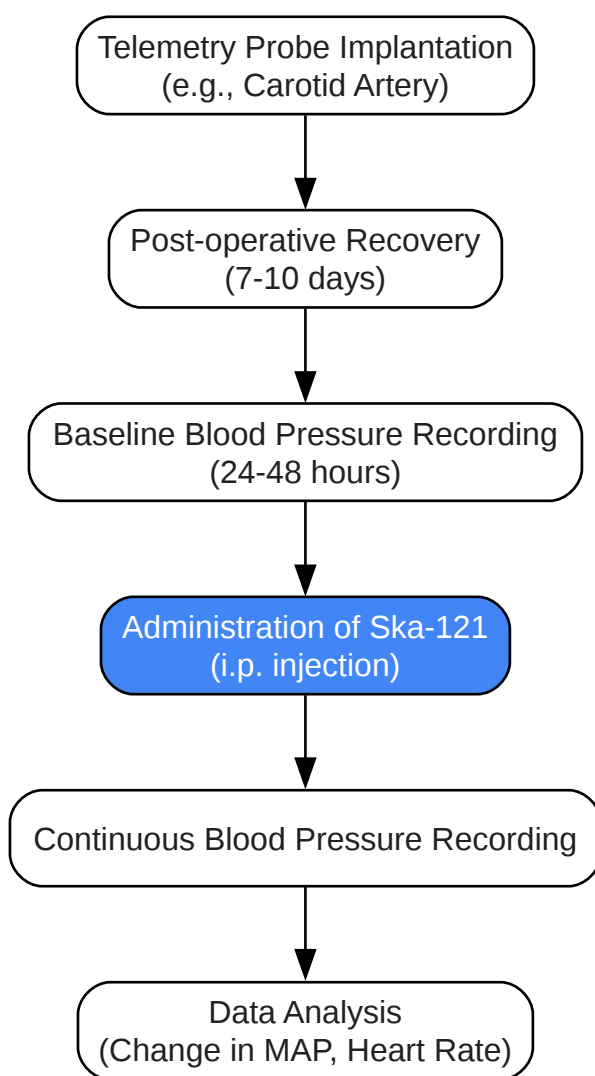 Telemetry Probe Implantation
(e.g., Carotid Artery)
Post-operative Recovery
(7-10 days)
Baseline Blood Pressure Recording
(24-48 hours)
Administration of Ska-121
(i.p. injection)
Continuous Blood Pressure Recording
Data Analysis
(Change in MAP, Heart Rate)